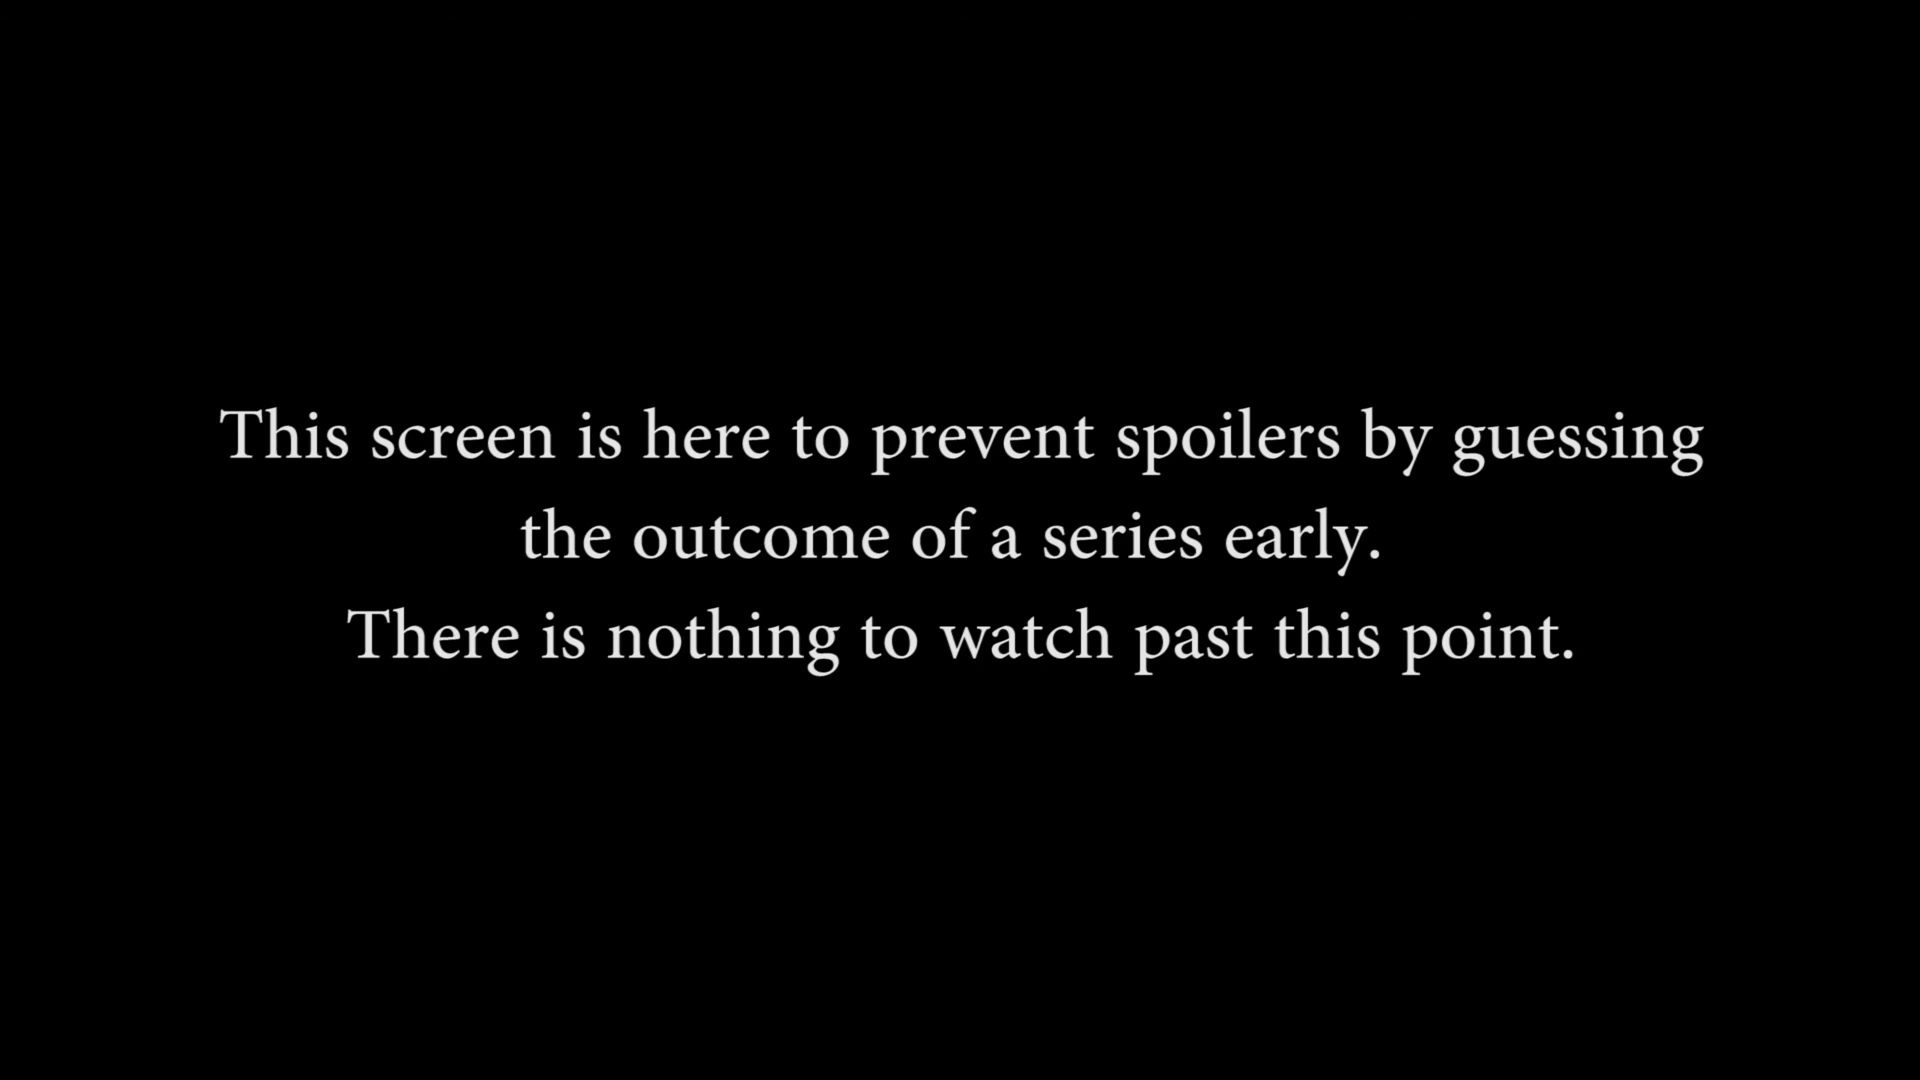 This screen is here to prevent spoilers by guessing
the outcome of a series early.
There is nothing to watch past this point.